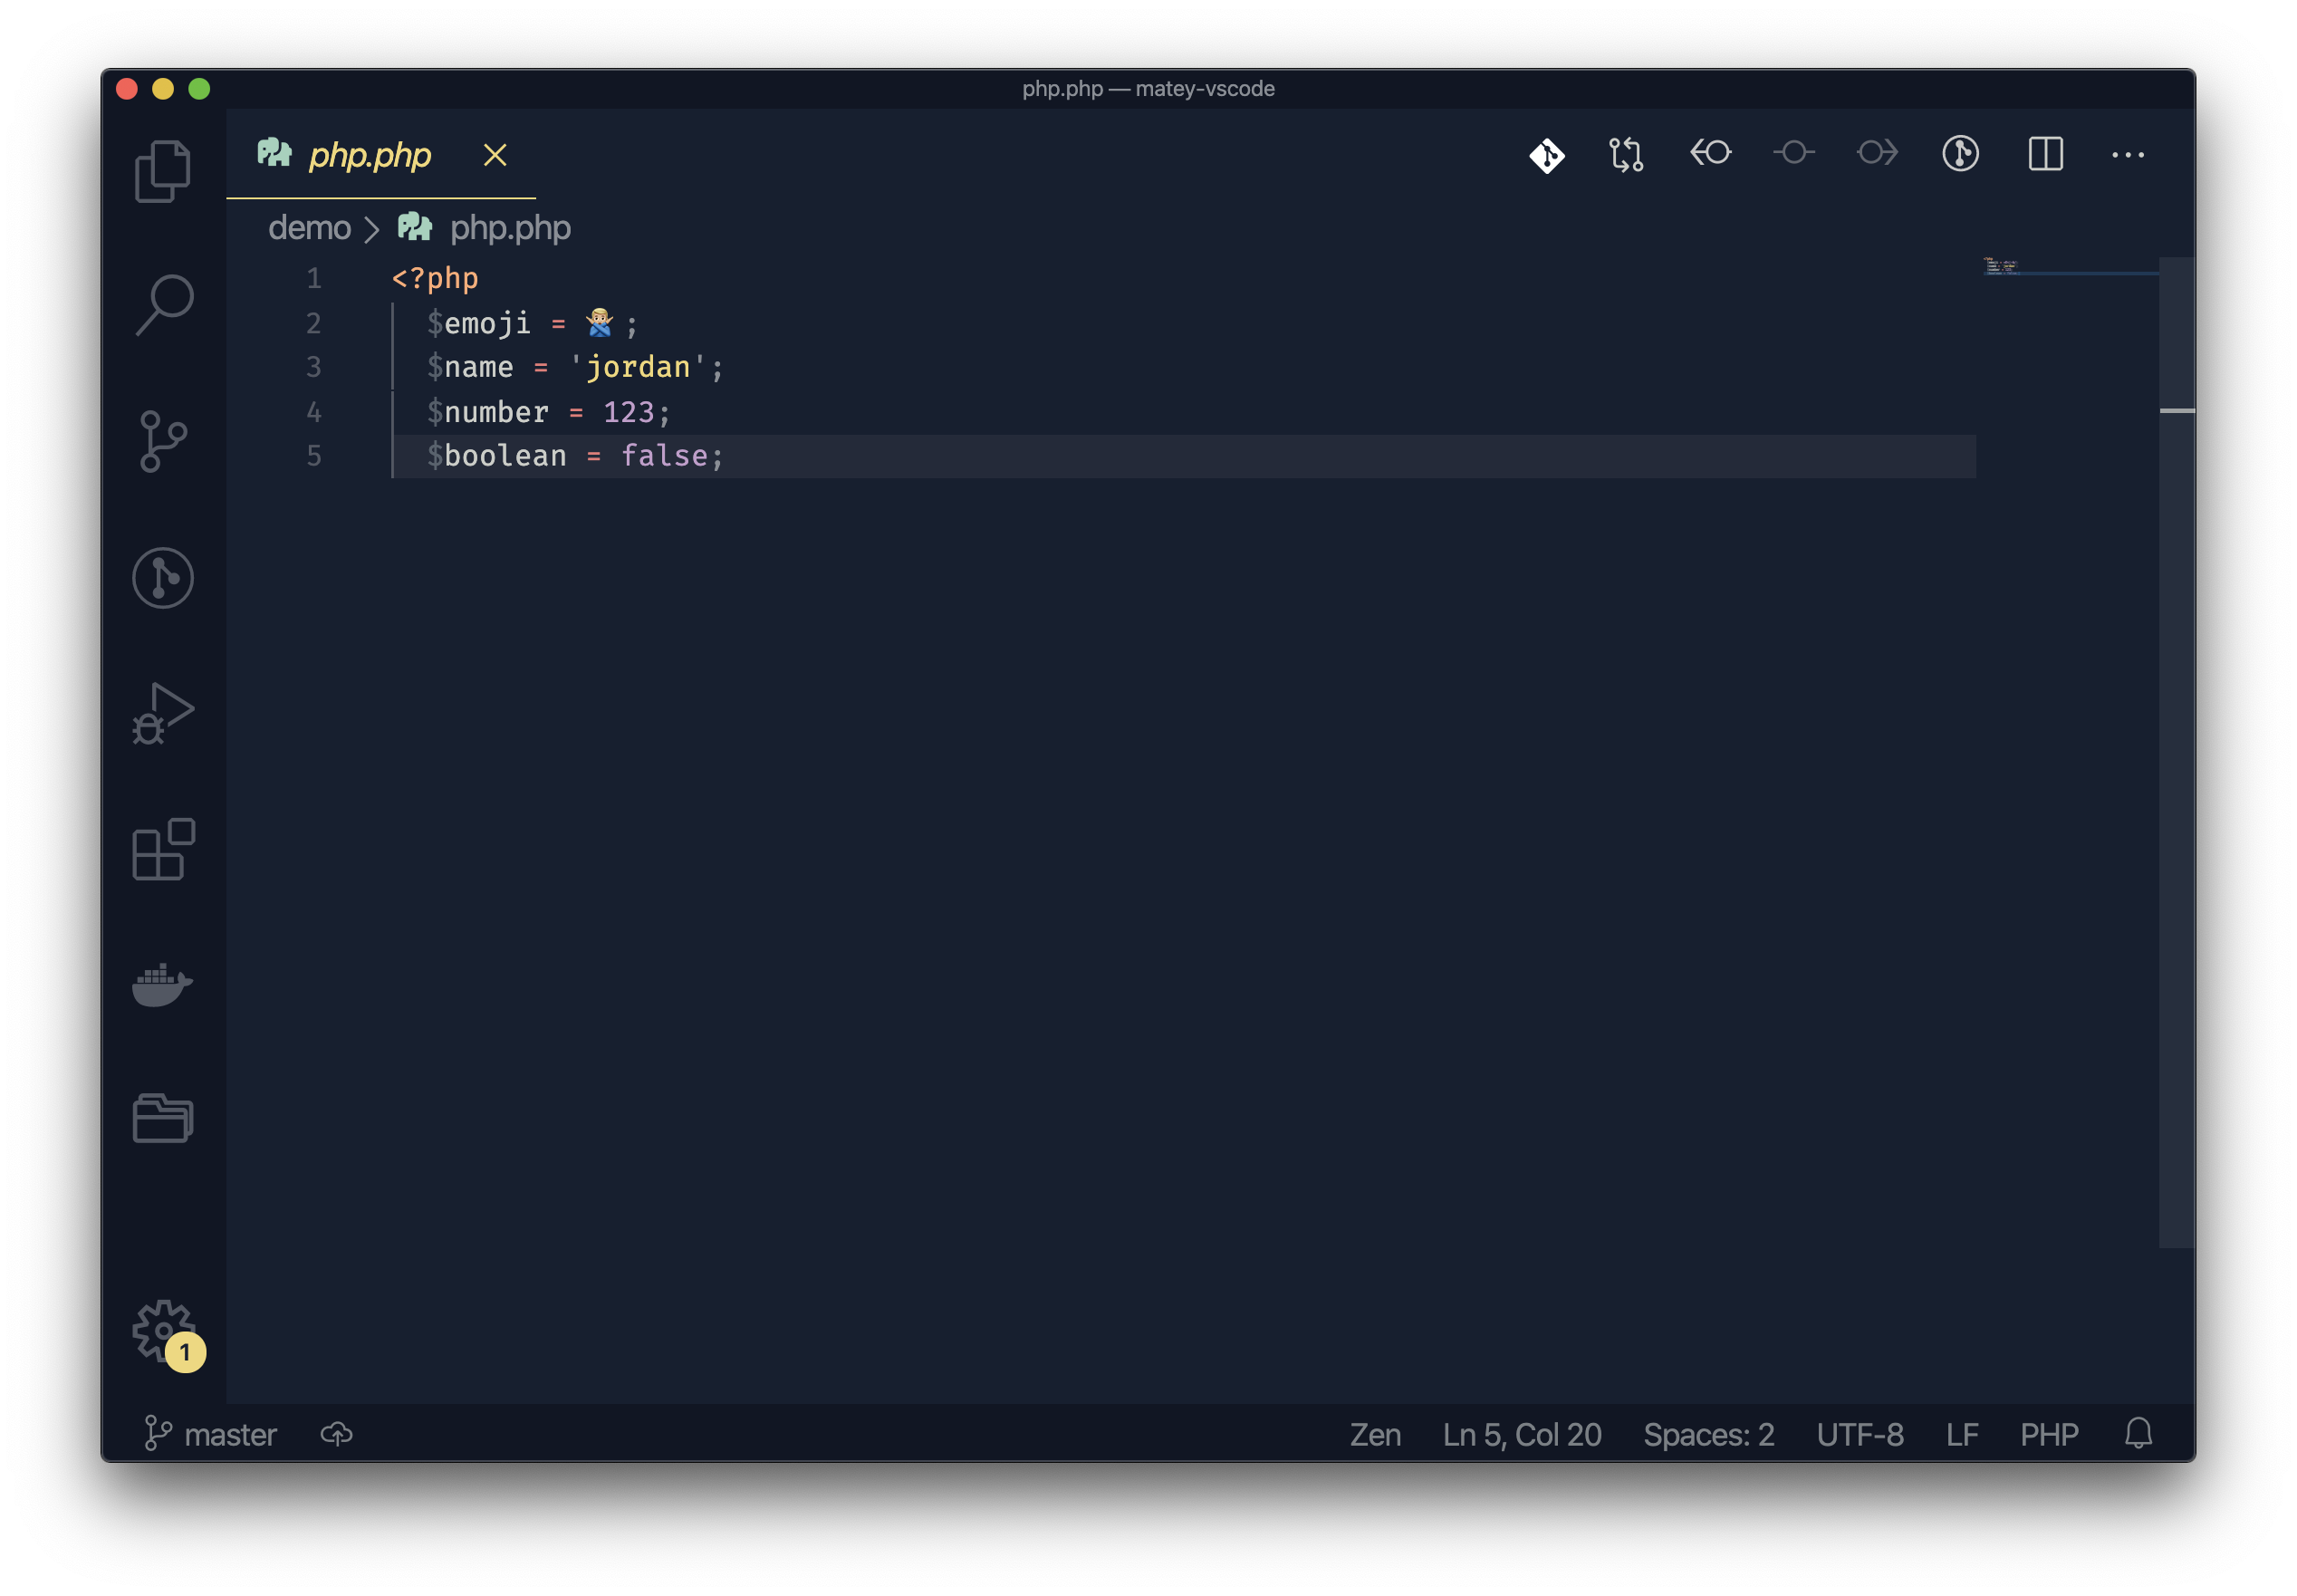 php.php — matey-vscode
php.php
demo > php.php
1 <?php
2 $emoji = 🙅🏼‍♂️;
3 $name = 'jordan';
4 $number = 123;
5 $boolean = false;
1
master Zen Ln 5, Col 20 Spaces: 2 UTF-8 LF PHP